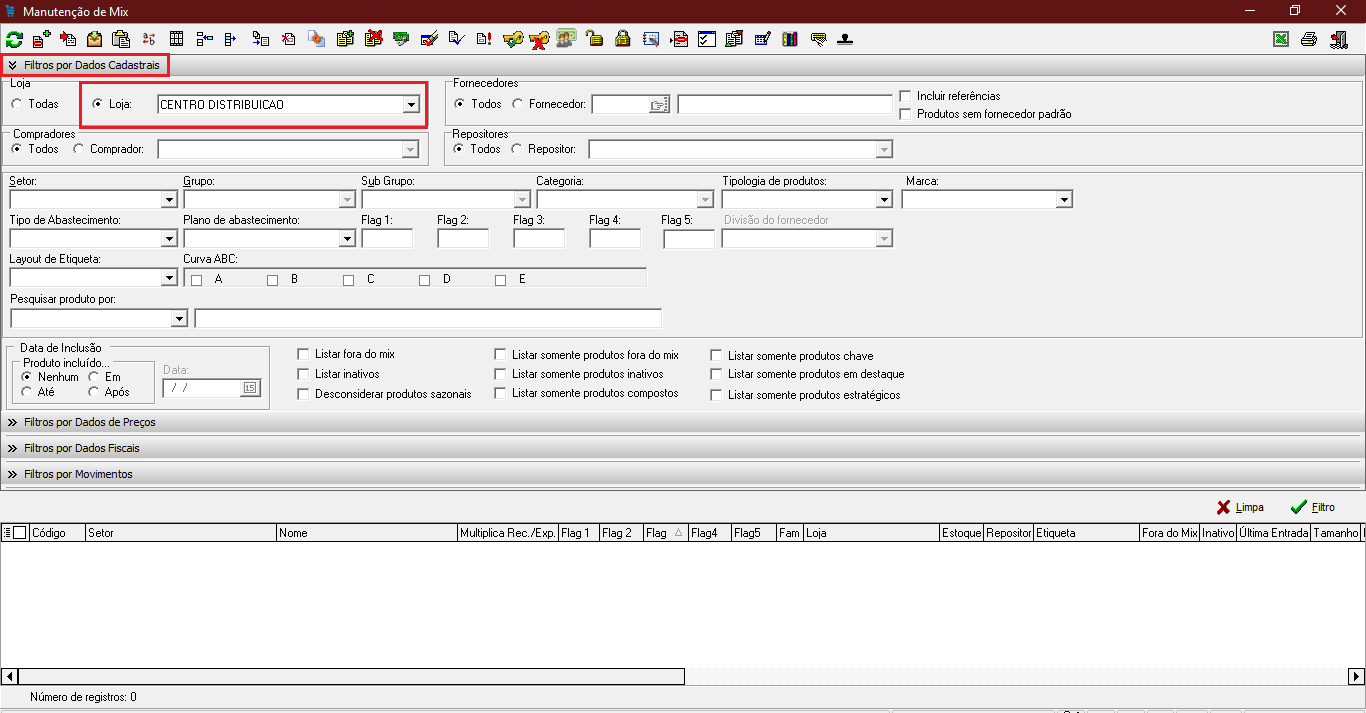 Manutenção de Mix
Filtros por Dados Cadastrais
Loja
Todas
Loja:
CENTRO DISTRIBUICAO
Fornecedores
Todos
Fornecedor:
Incluir referências
Produtos sem fornecedor padrão
Compradores
Todos
Comprador:
Repositores
Todos
Repositor:
Setor:
Grupo:
Sub Grupo:
Categoria:
Tipologia de produtos:
Marca:
Tipo de Abastecimento:
Plano de abastecimento:
Flag 1:
Flag 2:
Flag 3:
Flag 4:
Flag 5:
Divisão do fornecedor
Layout de Etiqueta:
Curva ABC:
A
B
C
D
E
Pesquisar produto por:
Data de Inclusão
Produto incluído...
Nenhum
Em
Até
Após
Data:
/ /
15
Listar fora do mix
Listar inativos
Desconsiderar produtos sazonais
Listar somente produtos fora do mix
Listar somente produtos inativos
Listar somente produtos compostos
Listar somente produtos chave
Listar somente produtos em destaque
Listar somente produtos estratégicos
Filtros por Dados de Preços
Filtros por Dados Fiscais
Filtros por Movimentos
Limpa
Filtro
Código
Setor
Nome
Multiplica Rec./Exp.
Flag 1
Flag 2
Flag
Flag4
Flag5
Fam
Loja
Estoque
Repositor
Etiqueta
Fora do Mix
Inativo
Última Entrada
Tamanho
Número de registros: 0